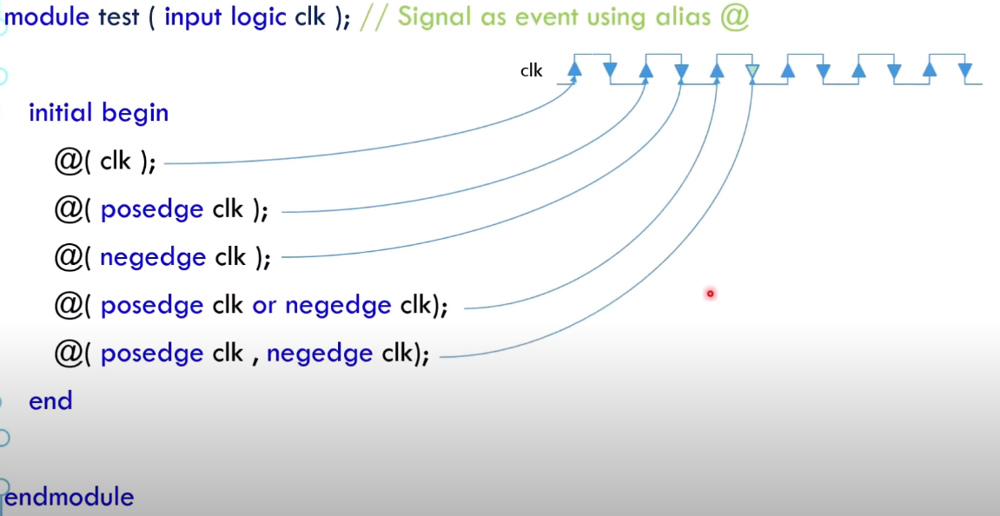 module test ( input logic clk ); // Signal as event using alias @
clk
initial begin
@( clk );
@( posedge clk );
@( negedge clk );
@( posedge clk or negedge clk);
@( posedge clk , negedge clk);
end
endmodule